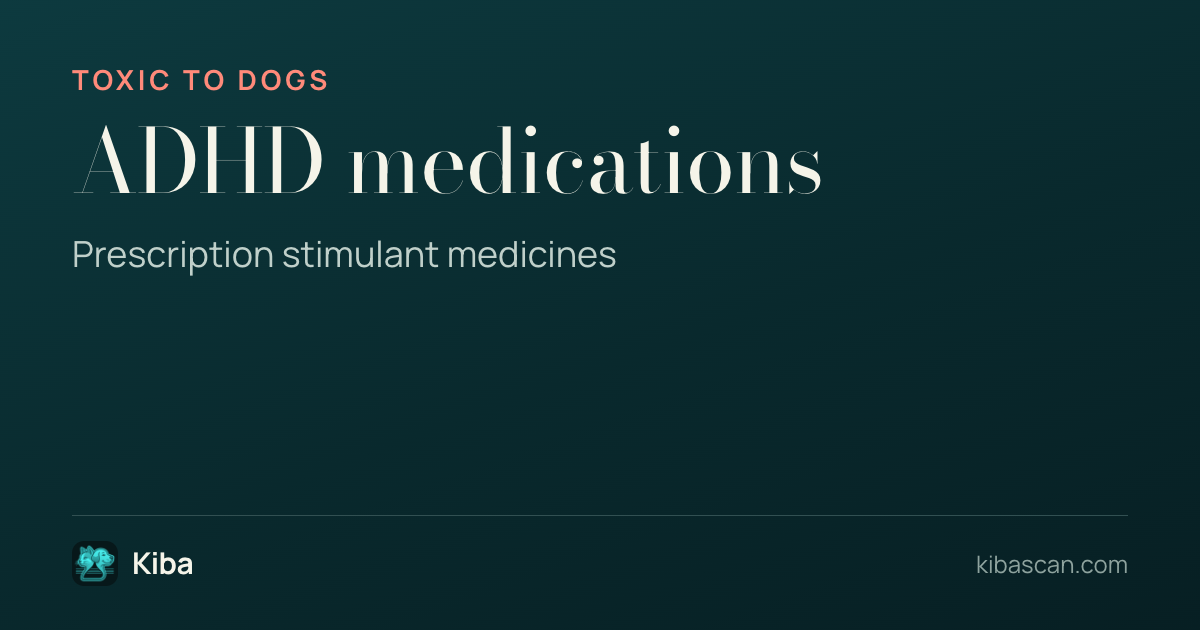 TOXIC TO DOGS
ADHD medications
Prescription stimulant medicines
Kiba
kibascan.com